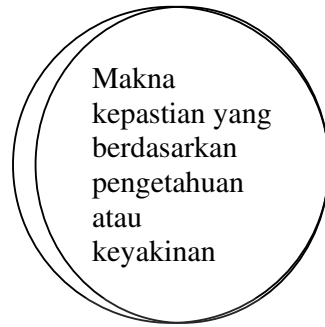 Makna
kepastian yang
berdasarkan
pengetahuan
atau
keyakinan